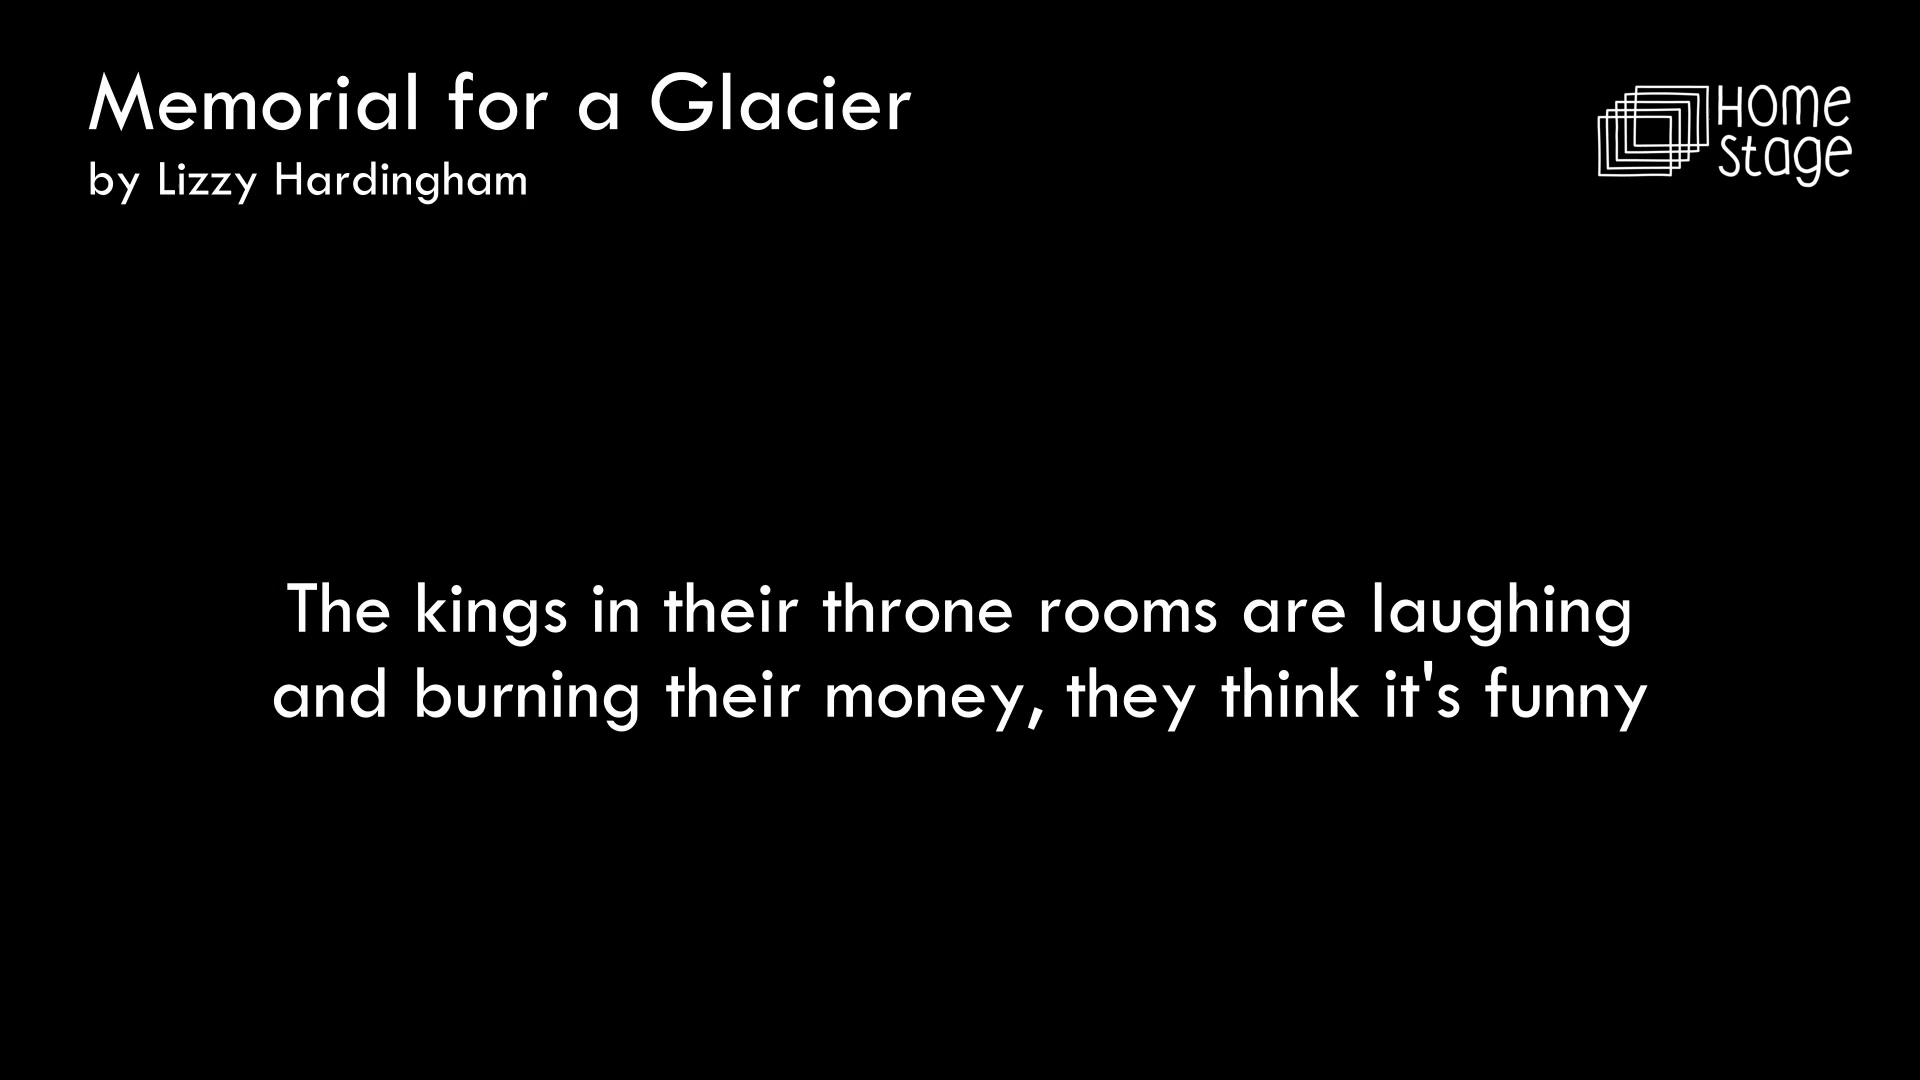 Memorial for a Glacier
by Lizzy Hardingham
HOME
Stage
The kings in their throne rooms are laughing
and burning their money, they think it's funny